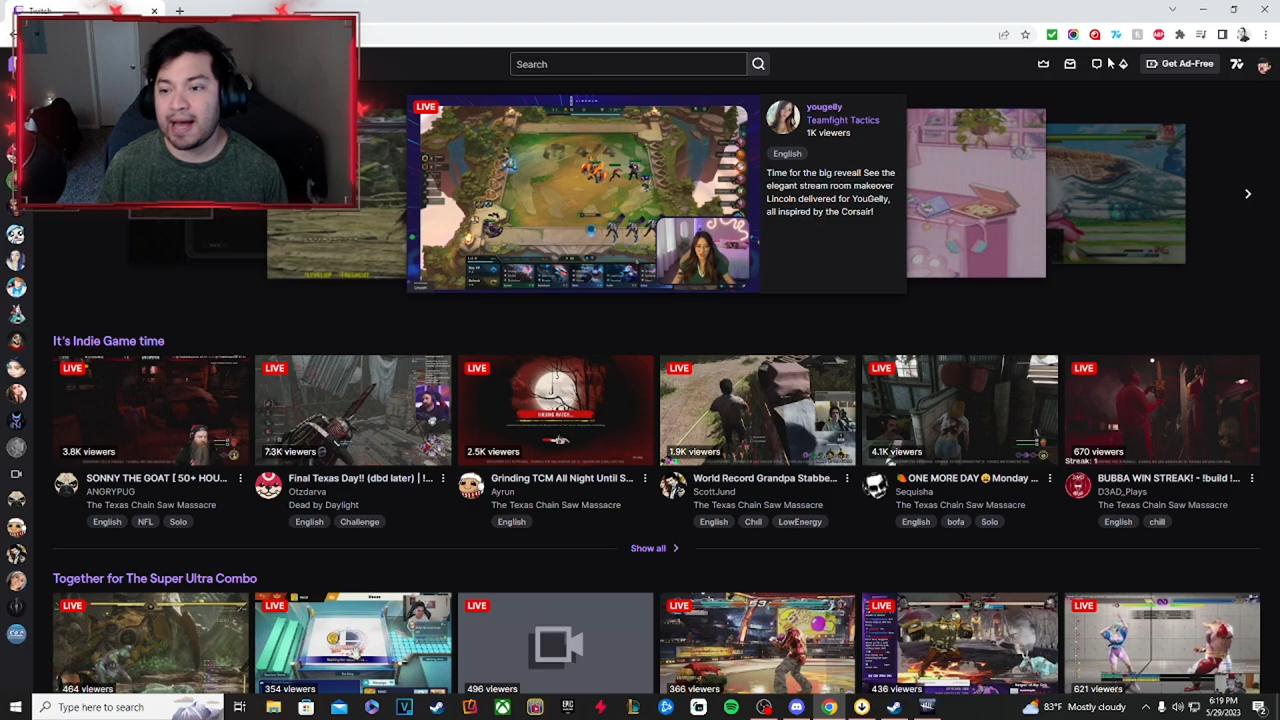 Twitch
Search
Get Ad-Free
LIVE
yougelly
Teamfight Tactics
1K viewers
English
Time for the big reveal! See the
elegant stream room makeover
Lincoln delivered for YouGelly,
all inspired by the Corsair!
It's Indie Game time
LIVE
3.8K viewers
SONNY THE GOAT [ 50+ HOU...
ANGRYPUG
The Texas Chain Saw Massacre
English NFL Solo
LIVE
7.3K viewers
Final Texas Day!! (dbd later) | !...
Otzdarva
Dead by Daylight
English Challenge
LIVE
2.5K viewers
Grinding TCM All Night Until S...
Ayrun
The Texas Chain Saw Massacre
English
LIVE
1.9K viewers
World Record Grandpa Stabbe...
ScottJund
The Texas Chain Saw Massacre
English Chill LowEnergy
LIVE
4.1K viewers
ONE MORE DAY Monday ...
Sequisha
The Texas Chain Saw Massacre
English bofa Solo
LIVE
670 viewers
Streak: 1
BUBBA WIN STREAK! - !build !...
D3AD_Plays
The Texas Chain Saw Massacre
English chill
Show all
Together for The Super Ultra Combo
LIVE
464 viewers
LIVE
354 viewers
LIVE
496 viewers
LIVE
366 viewers
LIVE
436 viewers
LIVE
621 viewers
Type here to search
EPIC
83°F Mostly cloudy
6:19 PM
5/29/2023